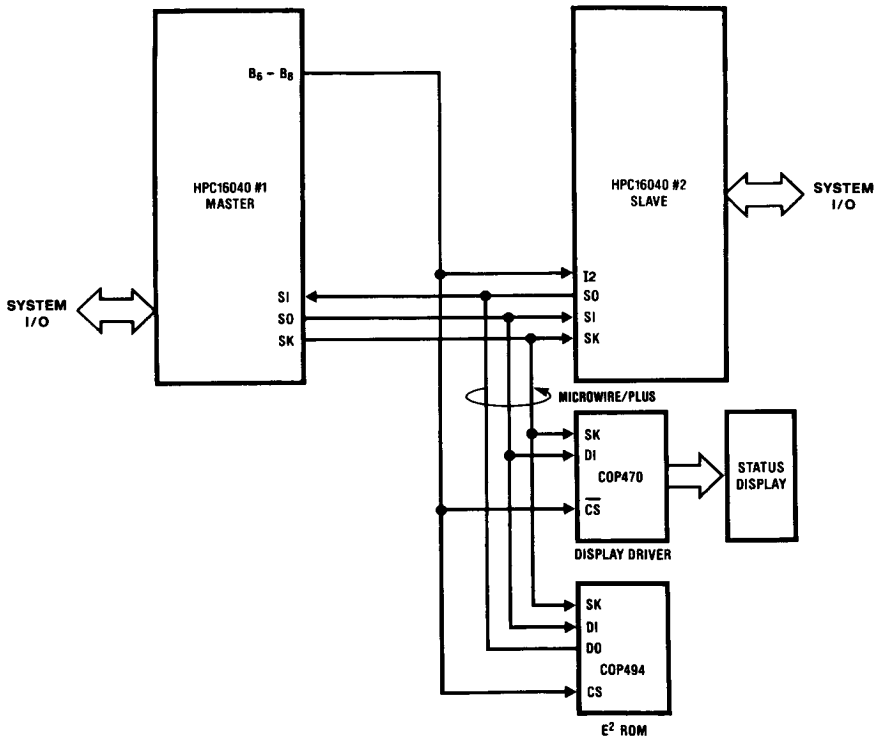 B6 – B8
HPC16040 #1
MASTER
HPC16040 #2
SLAVE
SYSTEM
I/O
SYSTEM
I/O
SI
SO
SK
I2
SO
SI
SK
MICROWIRE/PLUS
SK
DI
COP470
CS
STATUS
DISPLAY
DISPLAY DRIVER
SK
DI
DO
COP494
CS
E2 ROM